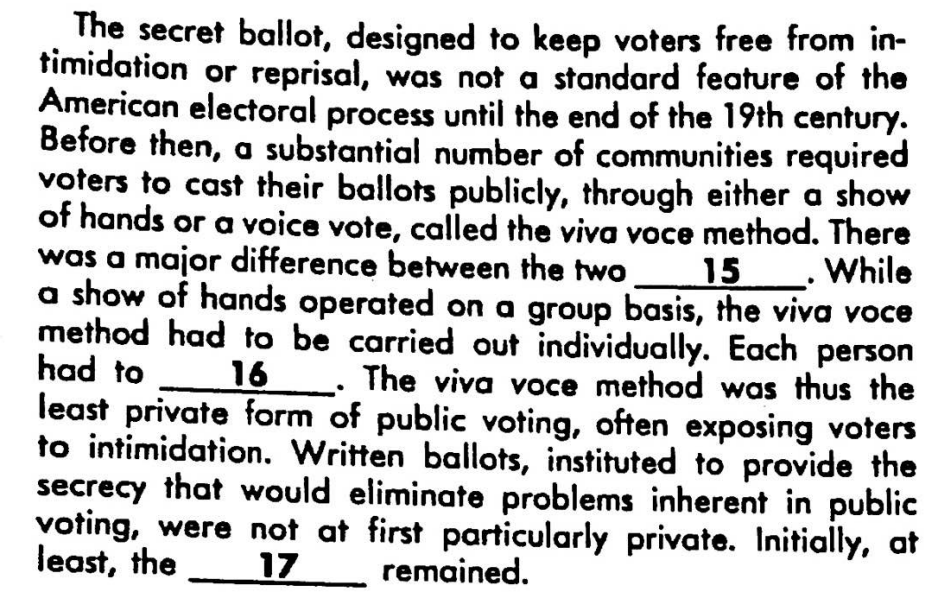 The secret ballot, designed to keep voters free from in-
timidation or reprisal, was not a standard feature of the
American electoral process until the end of the 19th century.
Before then, a substantial number of communities required
voters to cast their ballots publicly, through either a show
of hands or a voice vote, called the viva voce method. There
was a major difference between the two ___15___. While
a show of hands operated on a group basis, the viva voce
method had to be carried out individually. Each person
had to ___16___. The viva voce method was thus the
least private form of public voting, often exposing voters
to intimidation. Written ballots, instituted to provide the
secrecy that would eliminate problems inherent in public
voting, were not at first particularly private. Initially, at
least, the ___17___ remained.